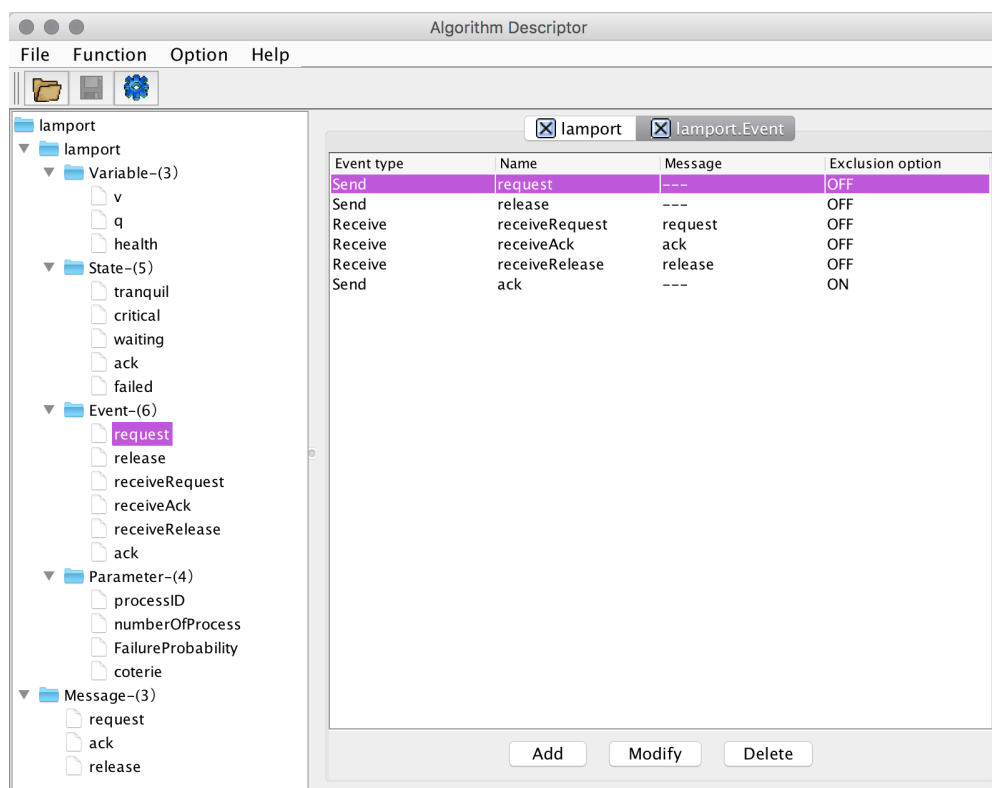 Algorithm Descriptor
File Function Option Help
lamport
lamport
Variable-(3)
v
q
health
State-(5)
tranquil
critical
waiting
ack
failed
Event-(6)
request
release
receiveRequest
receiveAck
receiveRelease
ack
Parameter-(4)
processID
numberOfProcess
FailureProbability
coterie
Message-(3)
request
ack
release
lamport lamport.Event
Event type Name Message Exclusion option
Send request --- OFF
Send release --- OFF
Receive receiveRequest request OFF
Receive receiveAck ack OFF
Receive receiveRelease release OFF
Send ack --- ON
Add Modify Delete